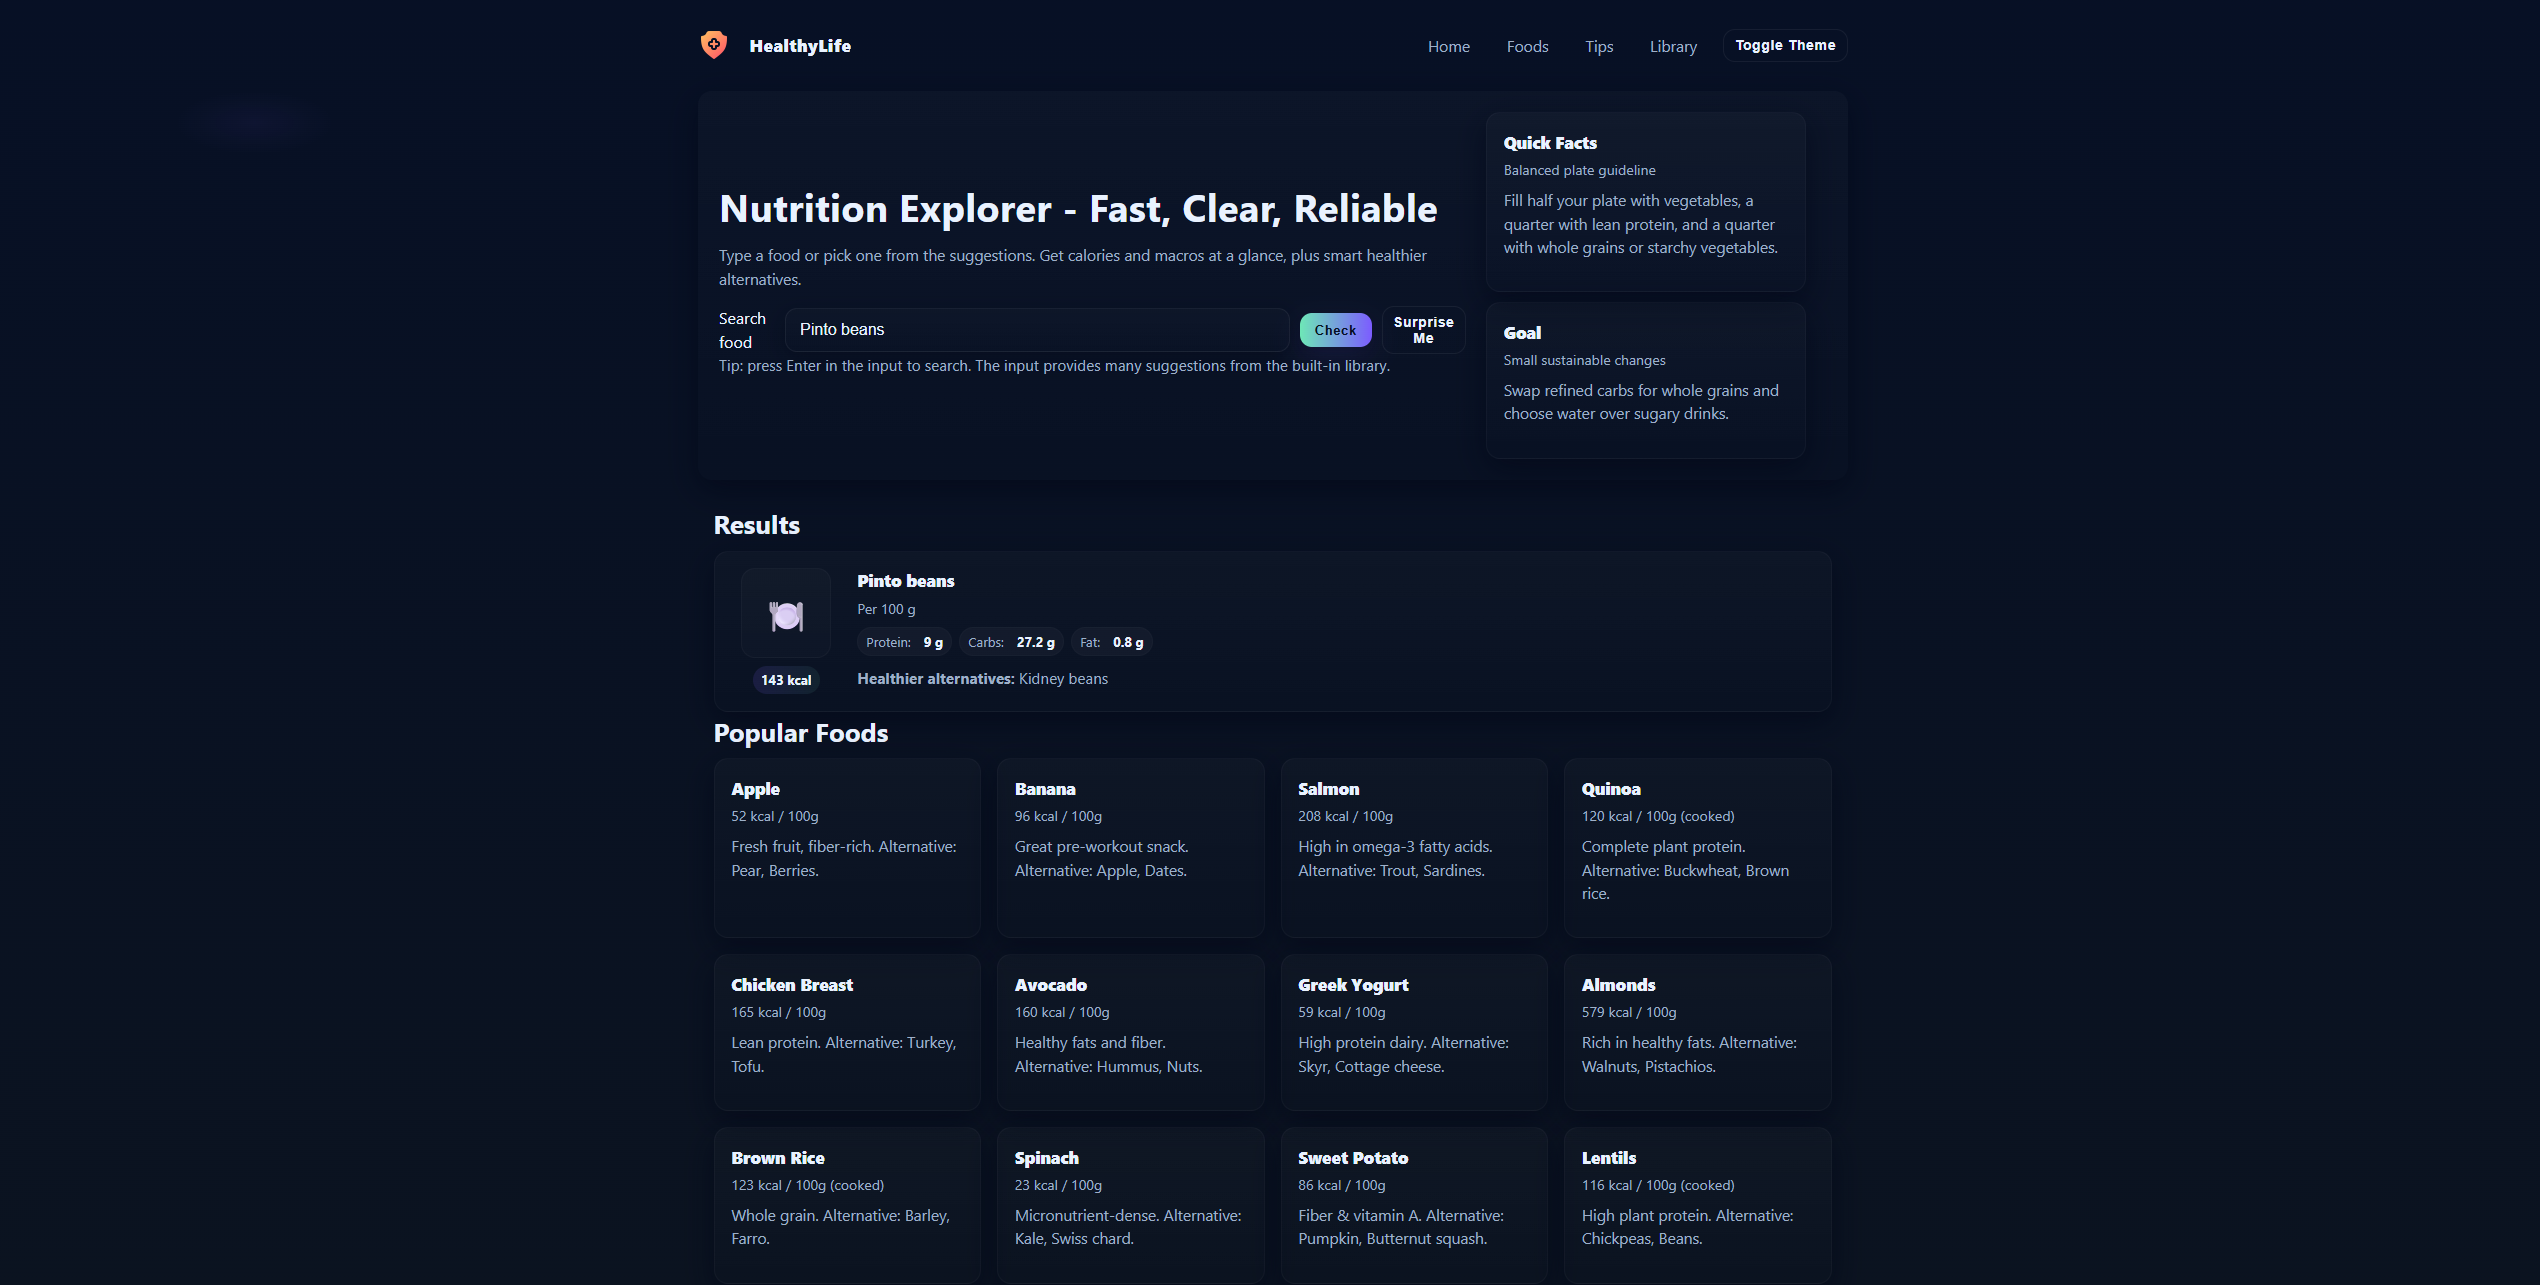 HealthyLife
Home
Foods
Tips
Library
Toggle Theme
Nutrition Explorer - Fast, Clear, Reliable
Type a food or pick one from the suggestions. Get calories and macros at a glance, plus smart healthier
alternatives.
Search
food
Pinto beans
Check
Surprise
Me
Tip: press Enter in the input to search. The input provides many suggestions from the built-in library.
Quick Facts
Balanced plate guideline
Fill half your plate with vegetables, a
quarter with lean protein, and a quarter
with whole grains or starchy vegetables.
Goal
Small sustainable changes
Swap refined carbs for whole grains and
choose water over sugary drinks.
Results
Pinto beans
Per 100 g
Protein: 9 g
Carbs: 27.2 g
Fat: 0.8 g
143 kcal
Healthier alternatives: Kidney beans
Popular Foods
Apple
52 kcal / 100g
Fresh fruit, fiber-rich. Alternative:
Pear, Berries.
Banana
96 kcal / 100g
Great pre-workout snack.
Alternative: Apple, Dates.
Salmon
208 kcal / 100g
High in omega-3 fatty acids.
Alternative: Trout, Sardines.
Quinoa
120 kcal / 100g (cooked)
Complete plant protein.
Alternative: Buckwheat, Brown
rice.
Chicken Breast
165 kcal / 100g
Lean protein. Alternative: Turkey,
Tofu.
Avocado
160 kcal / 100g
Healthy fats and fiber.
Alternative: Hummus, Nuts.
Greek Yogurt
59 kcal / 100g
High protein dairy. Alternative:
Skyr, Cottage cheese.
Almonds
579 kcal / 100g
Rich in healthy fats. Alternative:
Walnuts, Pistachios.
Brown Rice
123 kcal / 100g (cooked)
Whole grain. Alternative: Barley,
Farro.
Spinach
23 kcal / 100g
Micronutrient-dense. Alternative:
Kale, Swiss chard.
Sweet Potato
86 kcal / 100g
Fiber & vitamin A. Alternative:
Pumpkin, Butternut squash.
Lentils
116 kcal / 100g (cooked)
High plant protein. Alternative:
Chickpeas, Beans.